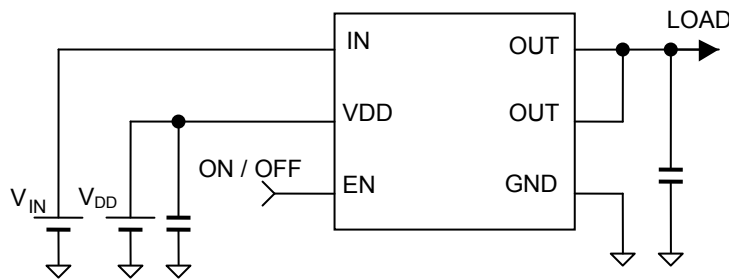 LOAD
IN
OUT
VDD
OUT
ON / OFF
EN
GND
VIN
VDD